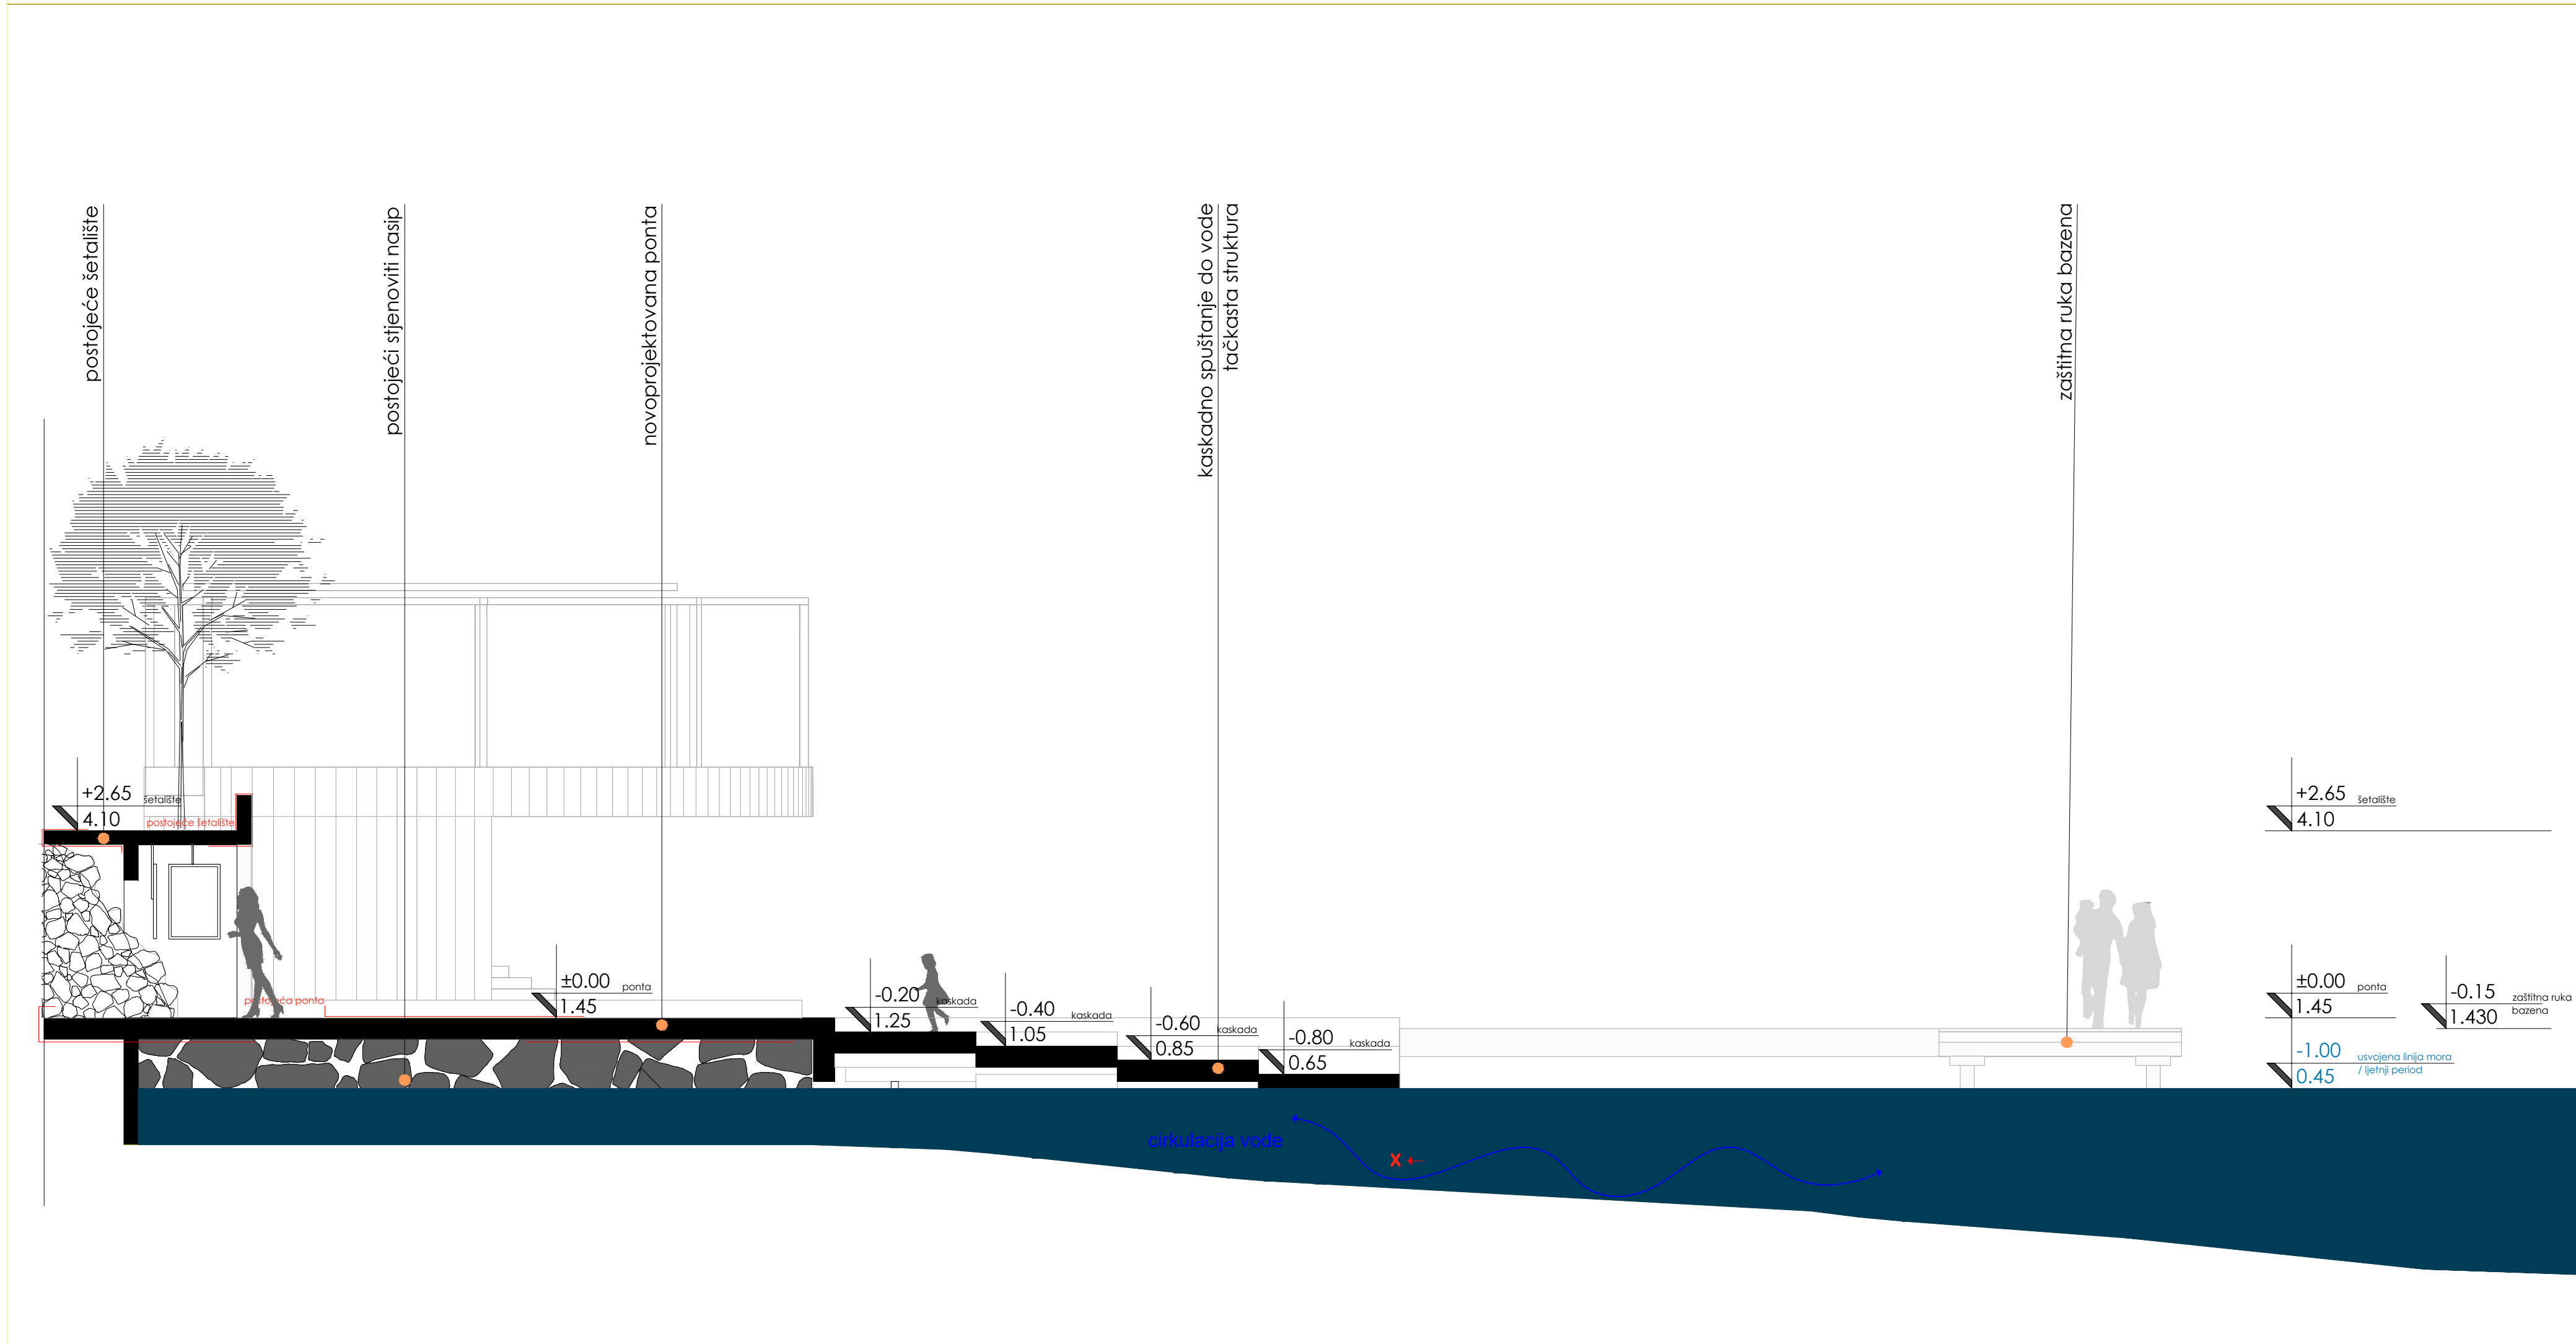 postojeće šetalište
postojeći stjenoviti nasip
novoprojektovana ponta
kaskadno spuštanje do vode
tačkasta struktura
zaštitna ruka bazena
+2.65 šetalište
4.10
postojeće šetalište
+2.65 šetalište
4.10
postojeća ponta
±0.00 ponta
1.45
-0.20 kaskada
1.25
-0.40 kaskada
1.05
-0.60 kaskada
0.85
-0.80 kaskada
0.65
±0.00 ponta
1.45
-0.15 zaštitna ruka
1.430 bazena
-1.00 usvojena linija mora
0.45 / ljetnji period
cirkulacija vode
X